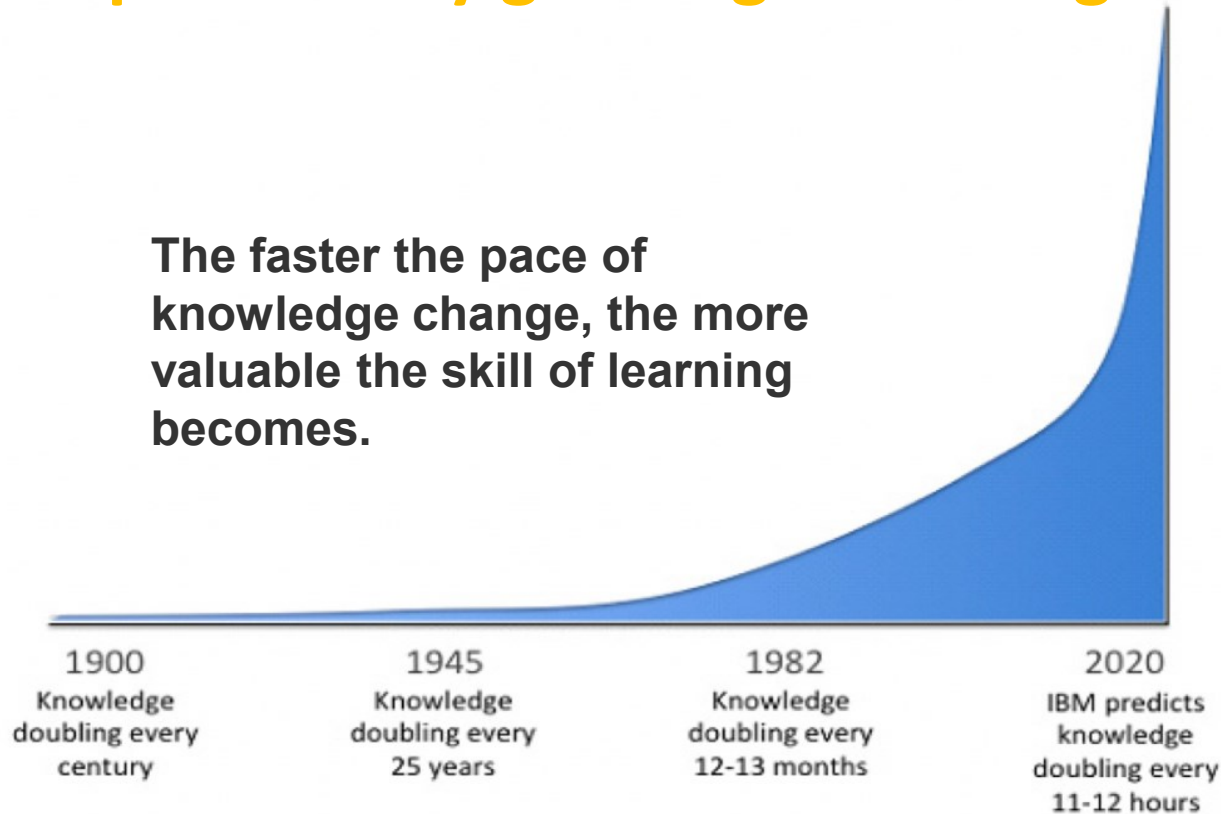 The faster the pace of
knowledge change, the more
valuable the skill of learning
becomes.
1900
Knowledge
doubling every
century
1945
Knowledge
doubling every
25 years
1982
Knowledge
doubling every
12-13 months
2020
IBM predicts
knowledge
doubling every
11-12 hours